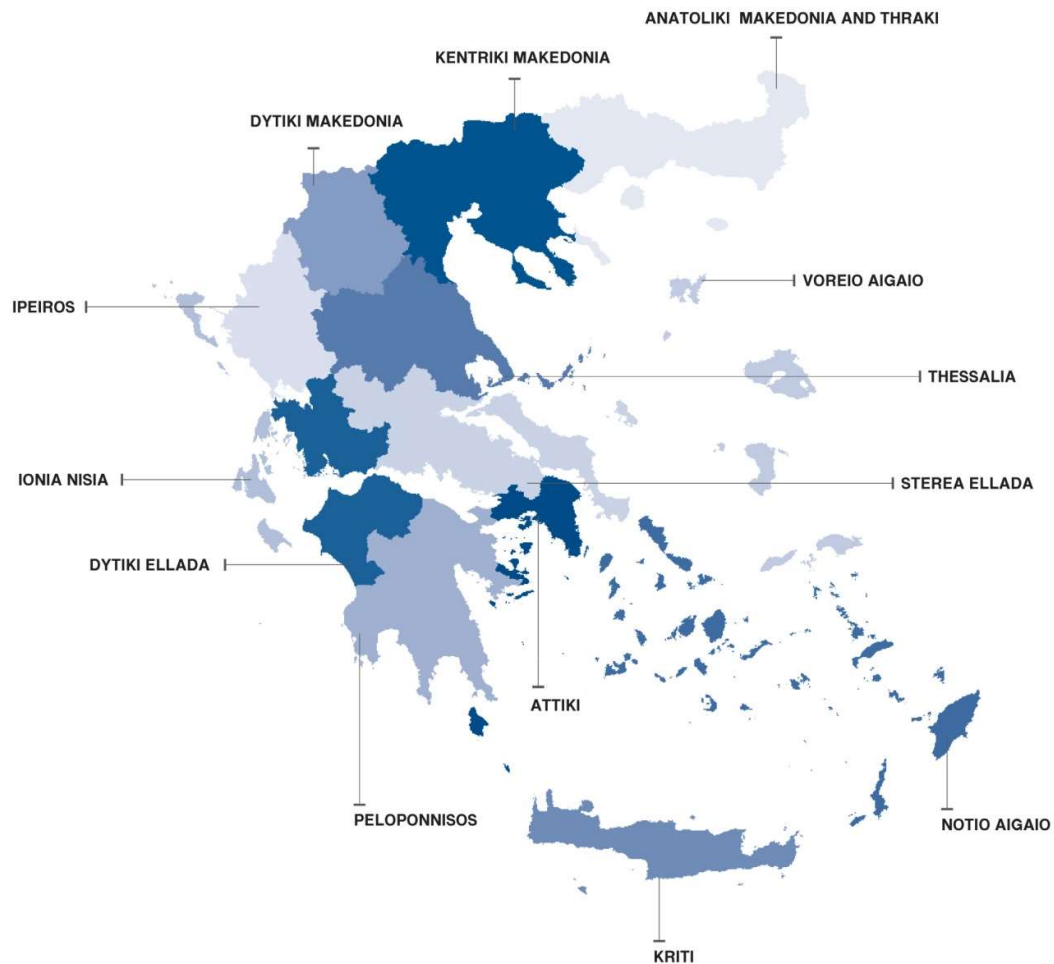 ANATOLIKI MAKEDONIA AND THRAKI
KENTRIKI MAKEDONIA
DYTIKI MAKEDONIA
VOREIO AIGAIO
IPEIROS
THESSALIA
IONIA NISIA
STEREA ELLADA
DYTIKI ELLADA
ATTIKI
PELOPONNISOS
NOTIO AIGAIO
KRITI